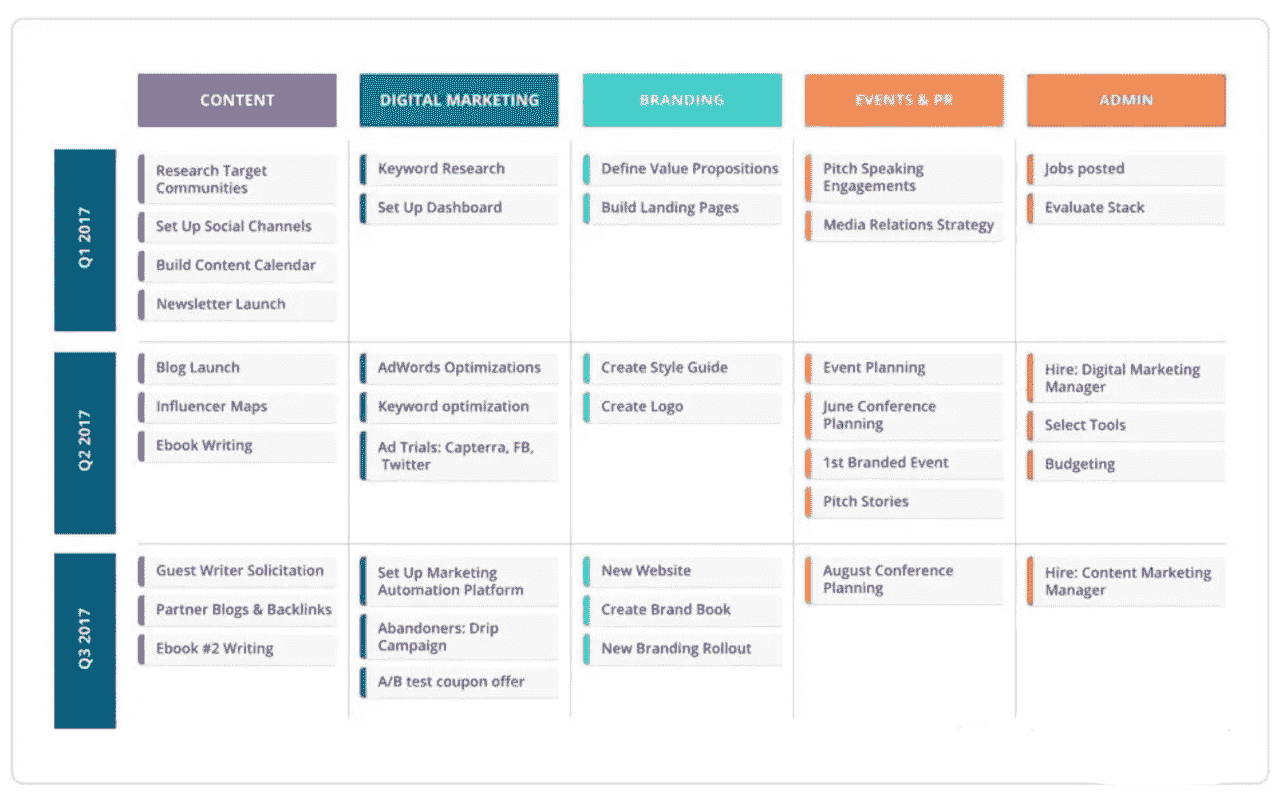 CONTENT
DIGITAL MARKETING
BRANDING
EVENTS & PR
ADMIN
Q1 2017
Research Target
Communities
Set Up Social Channels
Build Content Calendar
Newsletter Launch
Keyword Research
Set Up Dashboard
Define Value Propositions
Build Landing Pages
Pitch Speaking
Engagements
Media Relations Strategy
Jobs posted
Evaluate Stack
Q2 2017
Blog Launch
Influencer Maps
Ebook Writing
AdWords Optimizations
Keyword optimization
Ad Trials: Capterra, FB,
Twitter
Create Style Guide
Create Logo
Event Planning
June Conference
Planning
1st Branded Event
Pitch Stories
Hire: Digital Marketing
Manager
Select Tools
Budgeting
Q3 2017
Guest Writer Solicitation
Partner Blogs & Backlinks
Ebook #2 Writing
Set Up Marketing
Automation Platform
Abandoners: Drip
Campaign
A/B test coupon offer
New Website
Create Brand Book
New Branding Rollout
August Conference
Planning
Hire: Content Marketing
Manager